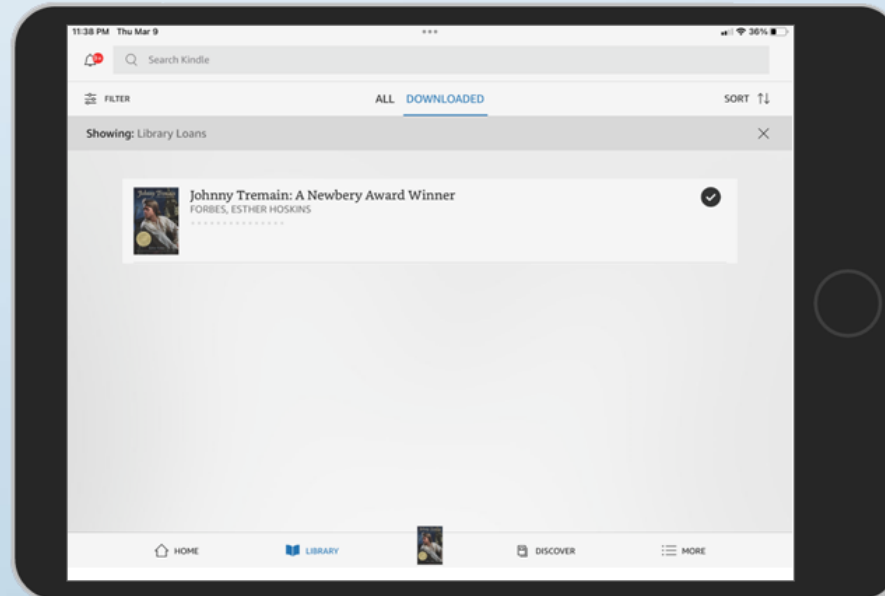 11:38 PM Thu Mar 9
36%
Search Kindle
FILTER
ALL DOWNLOADED
SORT
Showing: Library Loans
Johnny Tremain: A Newbery Award Winner
FORBES, ESTHER HOSKINS
HOME
LIBRARY
DISCOVER
MORE